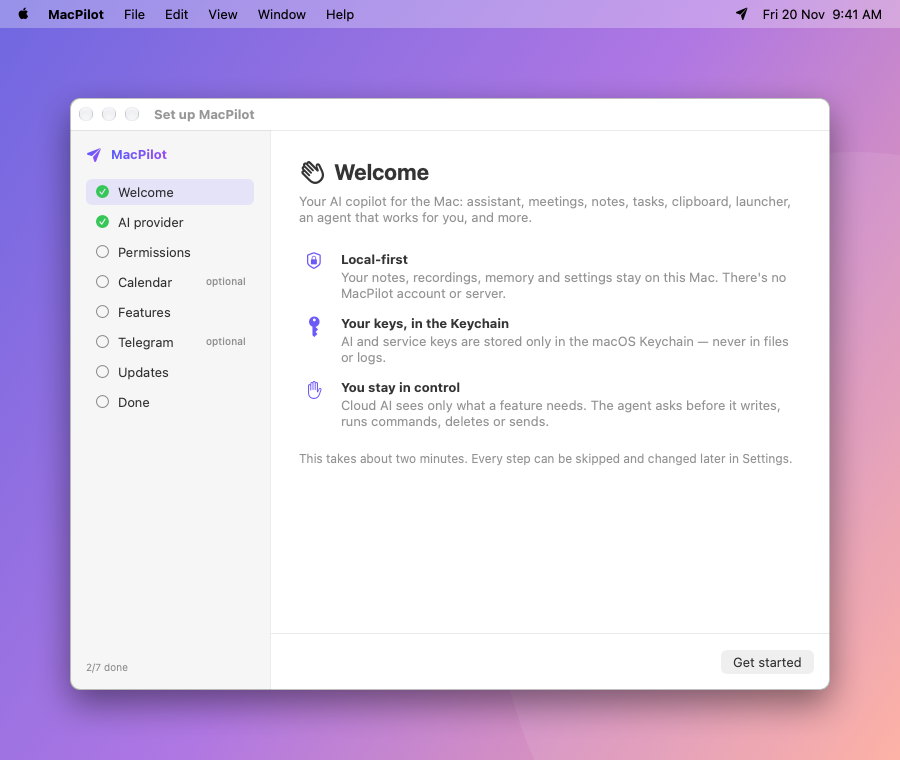 MacPilot File Edit View Window Help Fri 20 Nov 9:41 AM
Set up MacPilot
MacPilot
Welcome
AI provider
Permissions
Calendar optional
Features
Telegram optional
Updates
Done
2/7 done
Welcome
Your AI copilot for the Mac: assistant, meetings, notes, tasks, clipboard, launcher,
an agent that works for you, and more.
Local-first
Your notes, recordings, memory and settings stay on this Mac. There's no
MacPilot account or server.
Your keys, in the Keychain
AI and service keys are stored only in the macOS Keychain — never in files
or logs.
You stay in control
Cloud AI sees only what a feature needs. The agent asks before it writes,
runs commands, deletes or sends.
This takes about two minutes. Every step can be skipped and changed later in Settings.
Get started